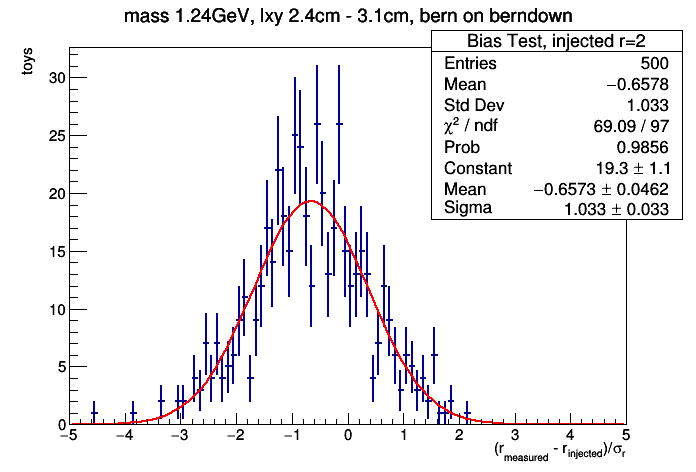 mass 1.24GeV, lxy 2.4cm - 3.1cm, bern on berndown
Bias Test, injected r=2
Entries 500
Mean −0.6578
Std Dev 1.033
χ² / ndf 69.09 / 97
Prob 0.9856
Constant 19.3 ± 1.1
Mean −0.6573 ± 0.0462
Sigma 1.033 ± 0.033
toys
30
25
20
15
10
5
0
−5 −4 −3 −2 −1 0 1 2 3 4 5
(r_measured - r_injected)/σ_r